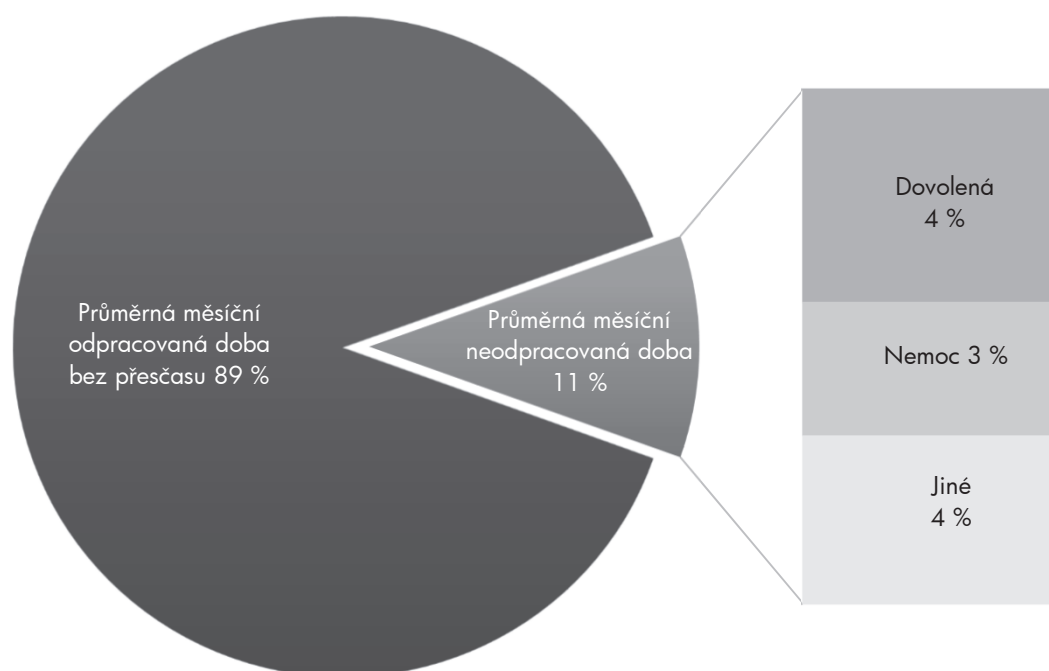 Průměrná měsíční
odpracovaná doba
bez přesčasu 89 %
Průměrná měsíční
neodpracovaná doba
11 %
Dovolená
4 %
Nemoc 3 %
Jiné
4 %